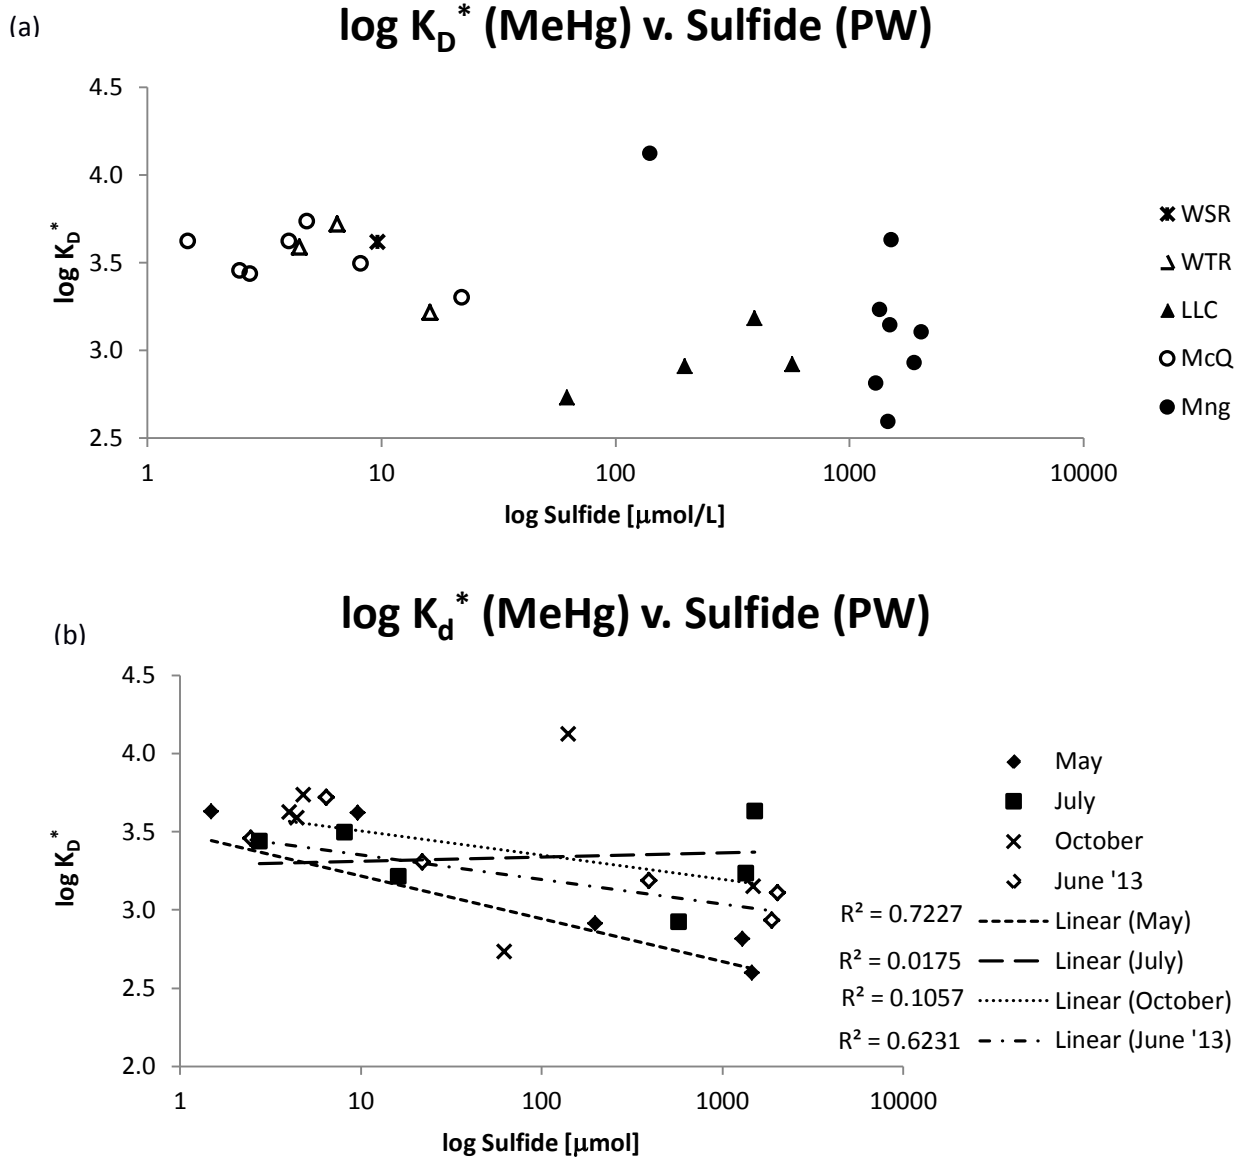 (a)
log K_D^* (MeHg) v. Sulfide (PW)
4.5
4.0
3.5
3.0
2.5
log K_D^*
1
10
100
1000
10000
log Sulfide [μmol/L]
WSR
WTR
LLC
McQ
Mng
(b)
log K_d^* (MeHg) v. Sulfide (PW)
4.5
4.0
3.5
3.0
2.5
2.0
log K_D^*
1
10
100
1000
10000
log Sulfide [μmol]
May
July
October
June '13
R² = 0.7227 Linear (May)
R² = 0.0175 Linear (July)
R² = 0.1057 Linear (October)
R² = 0.6231 Linear (June '13)